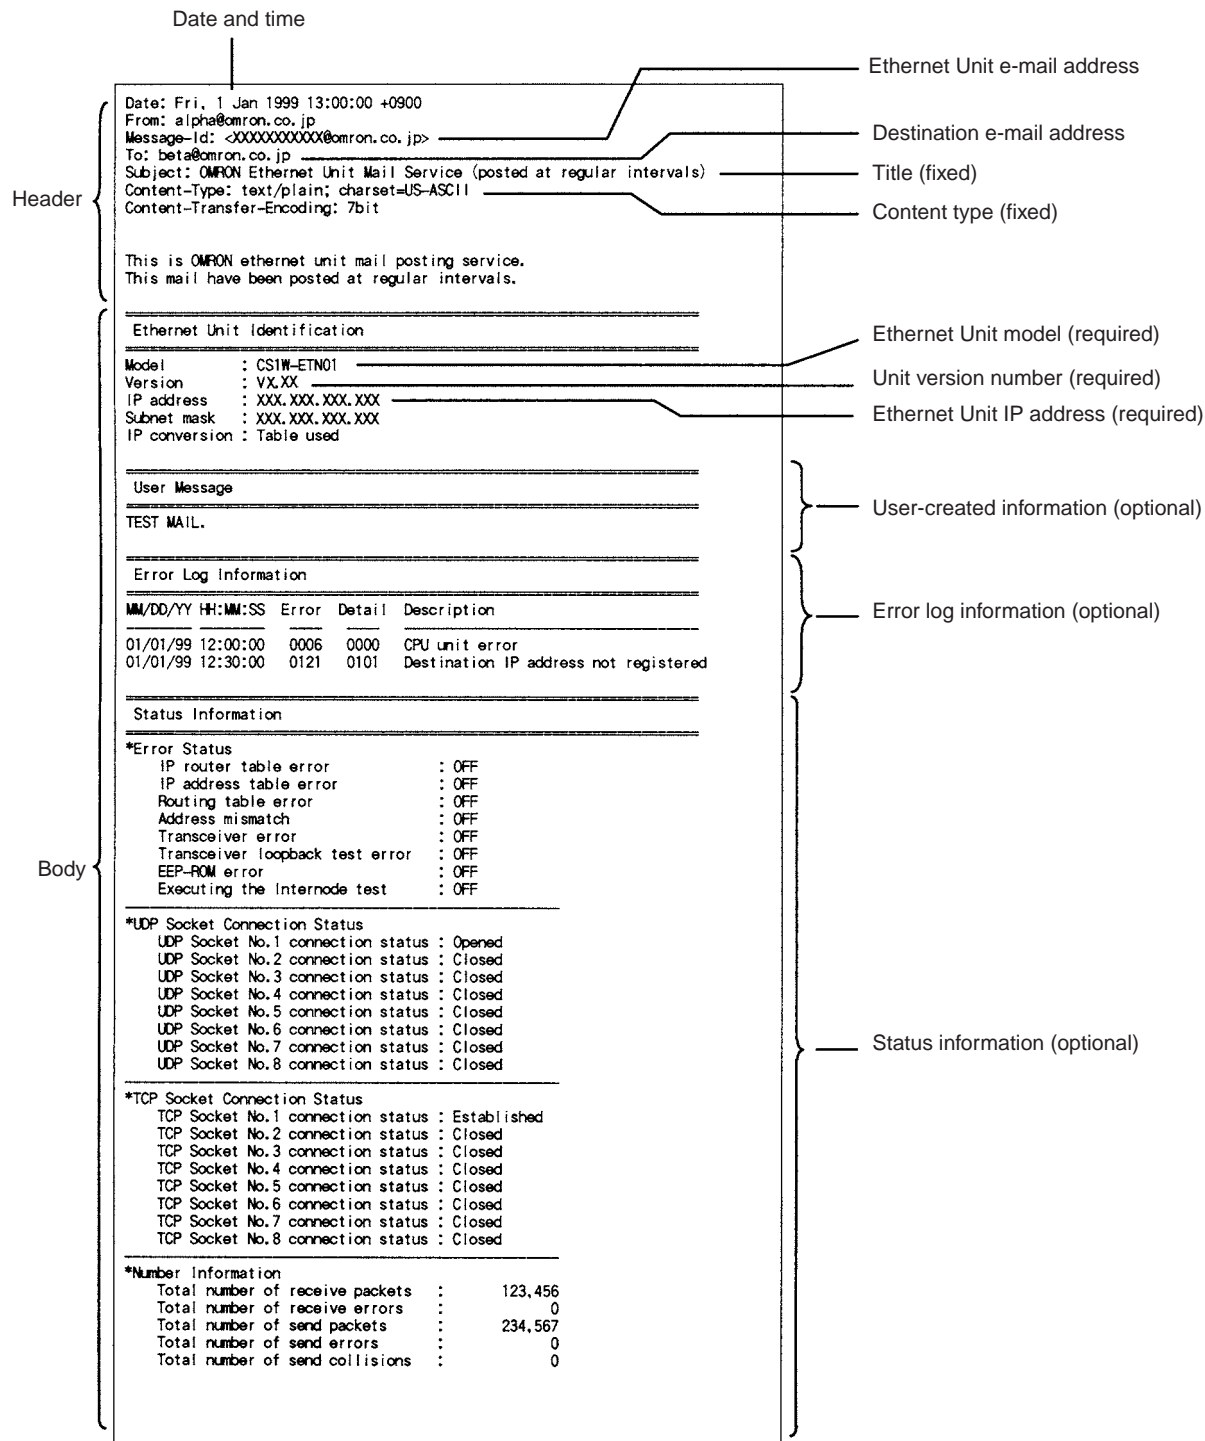 Date and time
Ethernet Unit e-mail address
Date: Fri, 1 Jan 1999 13:00:00 +0900
From: alpha@omron.co.jp
Message-Id: <XXXXXXXXXXX@omron.co.jp>
Destination e-mail address
To: beta@omron.co.jp
Subject: OMRON Ethernet Unit Mail Service (posted at regular intervals)
Title (fixed)
Content-Type: text/plain; charset=US-ASCII
Header
Content-Transfer-Encoding: 7bit
Content type (fixed)
This is OMRON ethernet unit mail posting service.
This mail have been posted at regular intervals.
Ethernet Unit Identification
Ethernet Unit model (required)
Model : CS1W-ETN01
Version : VX.XX
Unit version number (required)
IP address : XXX.XXX.XXX.XXX
Ethernet Unit IP address (required)
Subnet mask : XXX.XXX.XXX.XXX
IP conversion : Table used
User Message
User-created information (optional)
TEST MAIL.
Error Log Information
MM/DD/YY HH:MM:SS Error Detail Description
Error log information (optional)
01/01/99 12:00:00 0006 0000 CPU unit error
01/01/99 12:30:00 0121 0101 Destination IP address not registered
Status Information
*Error Status
IP router table error : OFF
IP address table error : OFF
Routing table error : OFF
Address mismatch : OFF
Transceiver error : OFF
Transceiver loopback test error : OFF
Body
EEP-ROM error : OFF
Executing the Internode test : OFF
*UDP Socket Connection Status
UDP Socket No.1 connection status : Opened
UDP Socket No.2 connection status : Closed
UDP Socket No.3 connection status : Closed
UDP Socket No.4 connection status : Closed
UDP Socket No.5 connection status : Closed
UDP Socket No.6 connection status : Closed
UDP Socket No.7 connection status : Closed
Status information (optional)
UDP Socket No.8 connection status : Closed
*TCP Socket Connection Status
TCP Socket No.1 connection status : Established
TCP Socket No.2 connection status : Closed
TCP Socket No.3 connection status : Closed
TCP Socket No.4 connection status : Closed
TCP Socket No.5 connection status : Closed
TCP Socket No.6 connection status : Closed
TCP Socket No.7 connection status : Closed
TCP Socket No.8 connection status : Closed
*Number Information
Total number of receive packets : 123,456
Total number of receive errors : 0
Total number of send packets : 234,567
Total number of send errors : 0
Total number of send collisions : 0